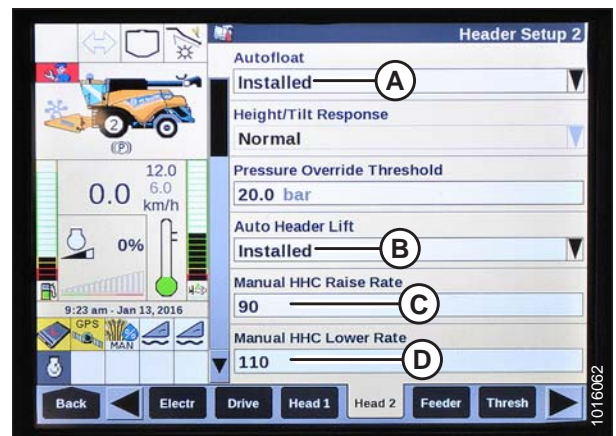 Header Setup 2
Autofloat
Installed
A
Height/Tilt Response
Normal
Pressure Override Threshold
20.0 bar
Auto Header Lift
Installed
B
Manual HHC Raise Rate
90
C
Manual HHC Lower Rate
110
D
2
(P)
12.0
0.0 6.0
km/h
0%
9:23 am - Jan 13, 2016
GPS
%
MAN
Back Electr Drive Head 1 Head 2 Feeder Thresh
1016062